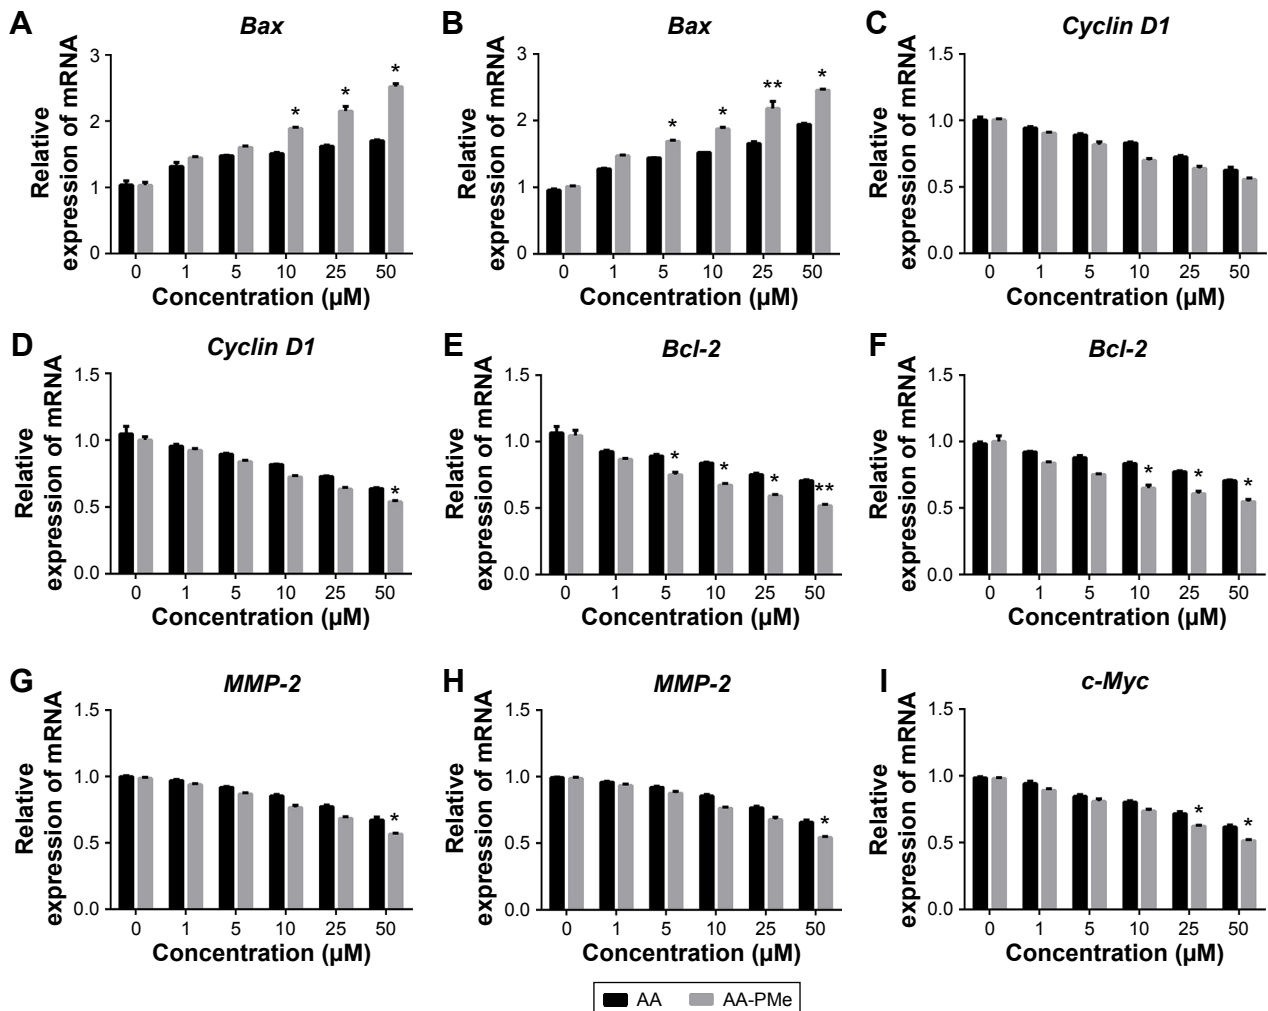 A
Bax
3
2
1
0
Relative
expression of mRNA
* * *
0 1 5 10 25 50
Concentration (µM)
B
Bax
3
2
1
0
Relative
expression of mRNA
* * ** *
0 1 5 10 25 50
Concentration (µM)
C
Cyclin D1
1.5
1.0
0.5
0.0
Relative
expression of mRNA
0 1 5 10 25 50
Concentration (µM)
D
Cyclin D1
1.5
1.0
0.5
0.0
Relative
expression of mRNA
*
0 1 5 10 25 50
Concentration (µM)
E
Bcl-2
1.5
1.0
0.5
0.0
Relative
expression of mRNA
* * * **
0 1 5 10 25 50
Concentration (µM)
F
Bcl-2
1.5
1.0
0.5
0.0
Relative
expression of mRNA
* * *
0 1 5 10 25 50
Concentration (µM)
G
MMP-2
1.5
1.0
0.5
0.0
Relative
expression of mRNA
*
0 1 5 10 25 50
Concentration (µM)
H
MMP-2
1.5
1.0
0.5
0.0
Relative
expression of mRNA
*
0 1 5 10 25 50
Concentration (µM)
I
c-Myc
1.5
1.0
0.5
0.0
Relative
expression of mRNA
* *
0 1 5 10 25 50
Concentration (µM)
AA AA-PMe